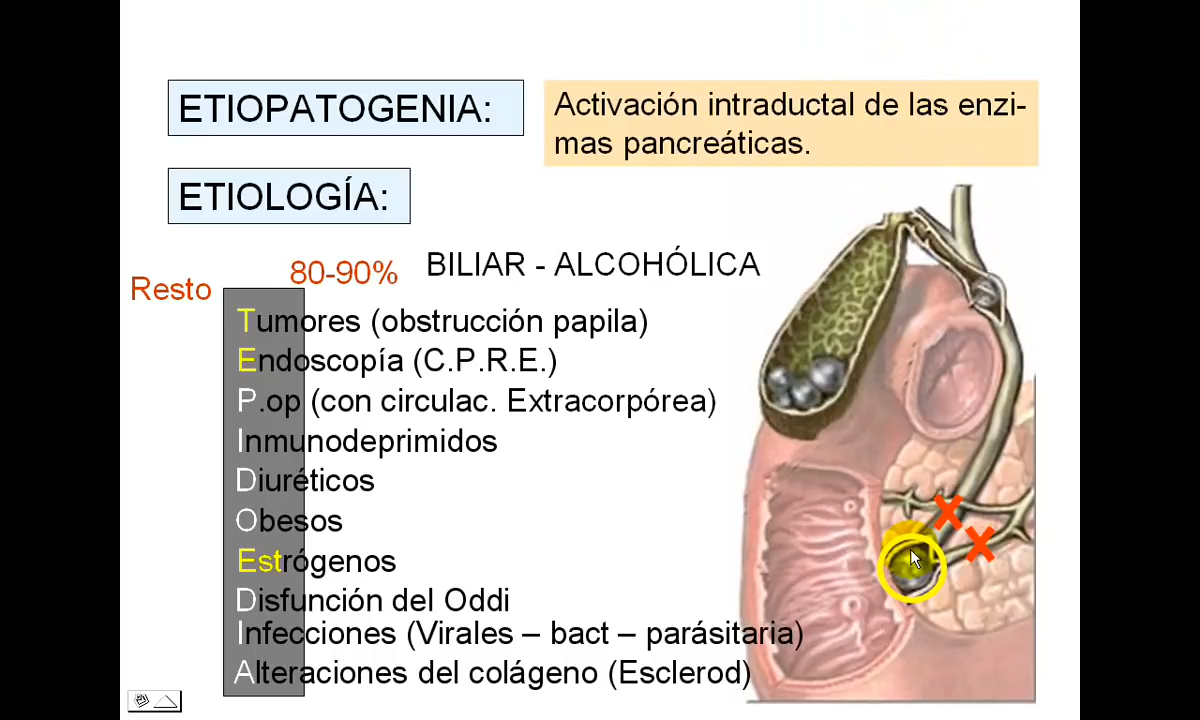 ETIOPATOGENIA:
Activación intraductal de las enzi-
mas pancreáticas.
ETIOLOGÍA:
80-90% BILIAR - ALCOHÓLICA
Resto
Tumores (obstrucción papila)
Endoscopía (C.P.R.E.)
P.op (con circulac. Extracorpórea)
Inmunodeprimidos
Diuréticos
Obesos
Estrógenos
Disfunción del Oddi
Infecciones (Virales – bact – parásitaria)
Alteraciones del colágeno (Esclerod)